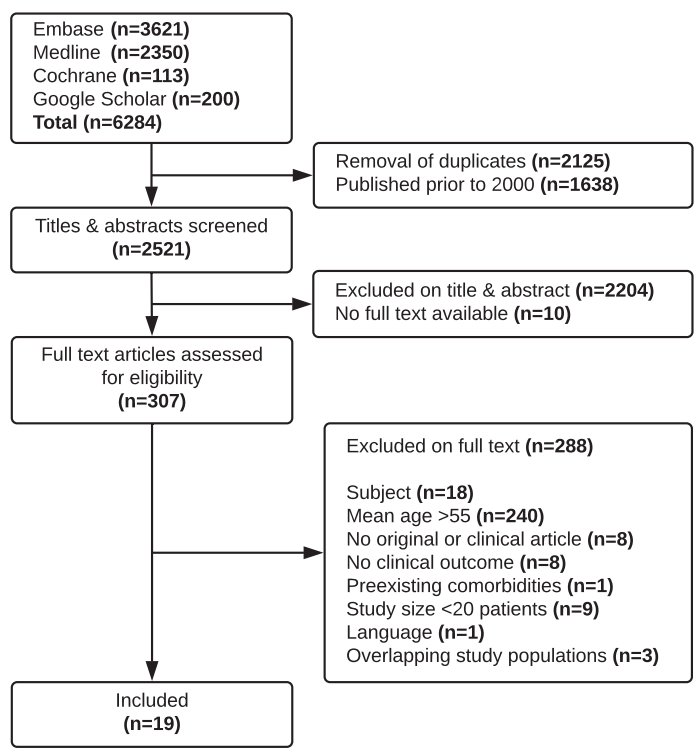 Embase (n=3621)
Medline (n=2350)
Cochrane (n=113)
Google Scholar (n=200)
Total (n=6284)
Removal of duplicates (n=2125)
Published prior to 2000 (n=1638)
Titles & abstracts screened
(n=2521)
Excluded on title & abstract (n=2204)
No full text available (n=10)
Full text articles assessed
for eligibility
(n=307)
Excluded on full text (n=288)
Subject (n=18)
Mean age >55 (n=240)
No original or clinical article (n=8)
No clinical outcome (n=8)
Preexisting comorbidities (n=1)
Study size <20 patients (n=9)
Language (n=1)
Overlapping study populations (n=3)
Included
(n=19)